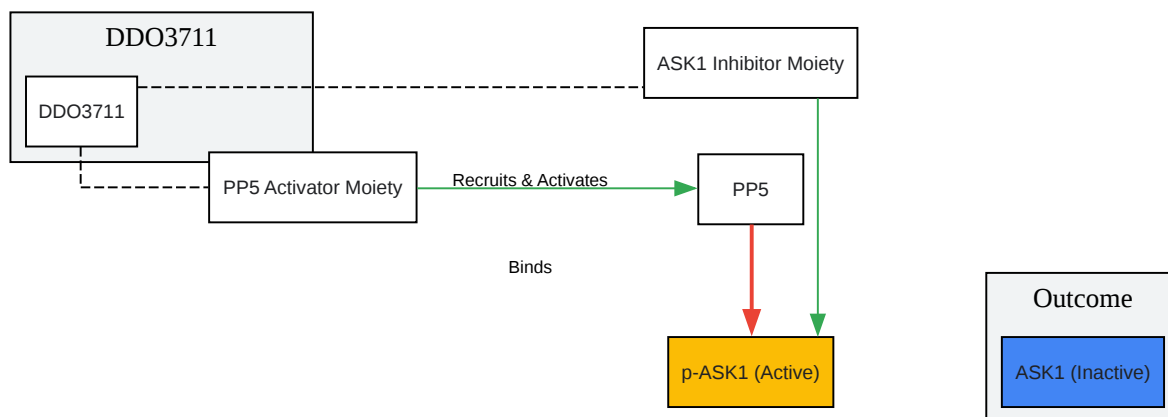 DDO3711
ASK1 Inhibitor Moiety
DDO3711
PP5 Activator Moiety
Recruits & Activates
PP5
Binds
Outcome
p-ASK1 (Active)
ASK1 (Inactive)